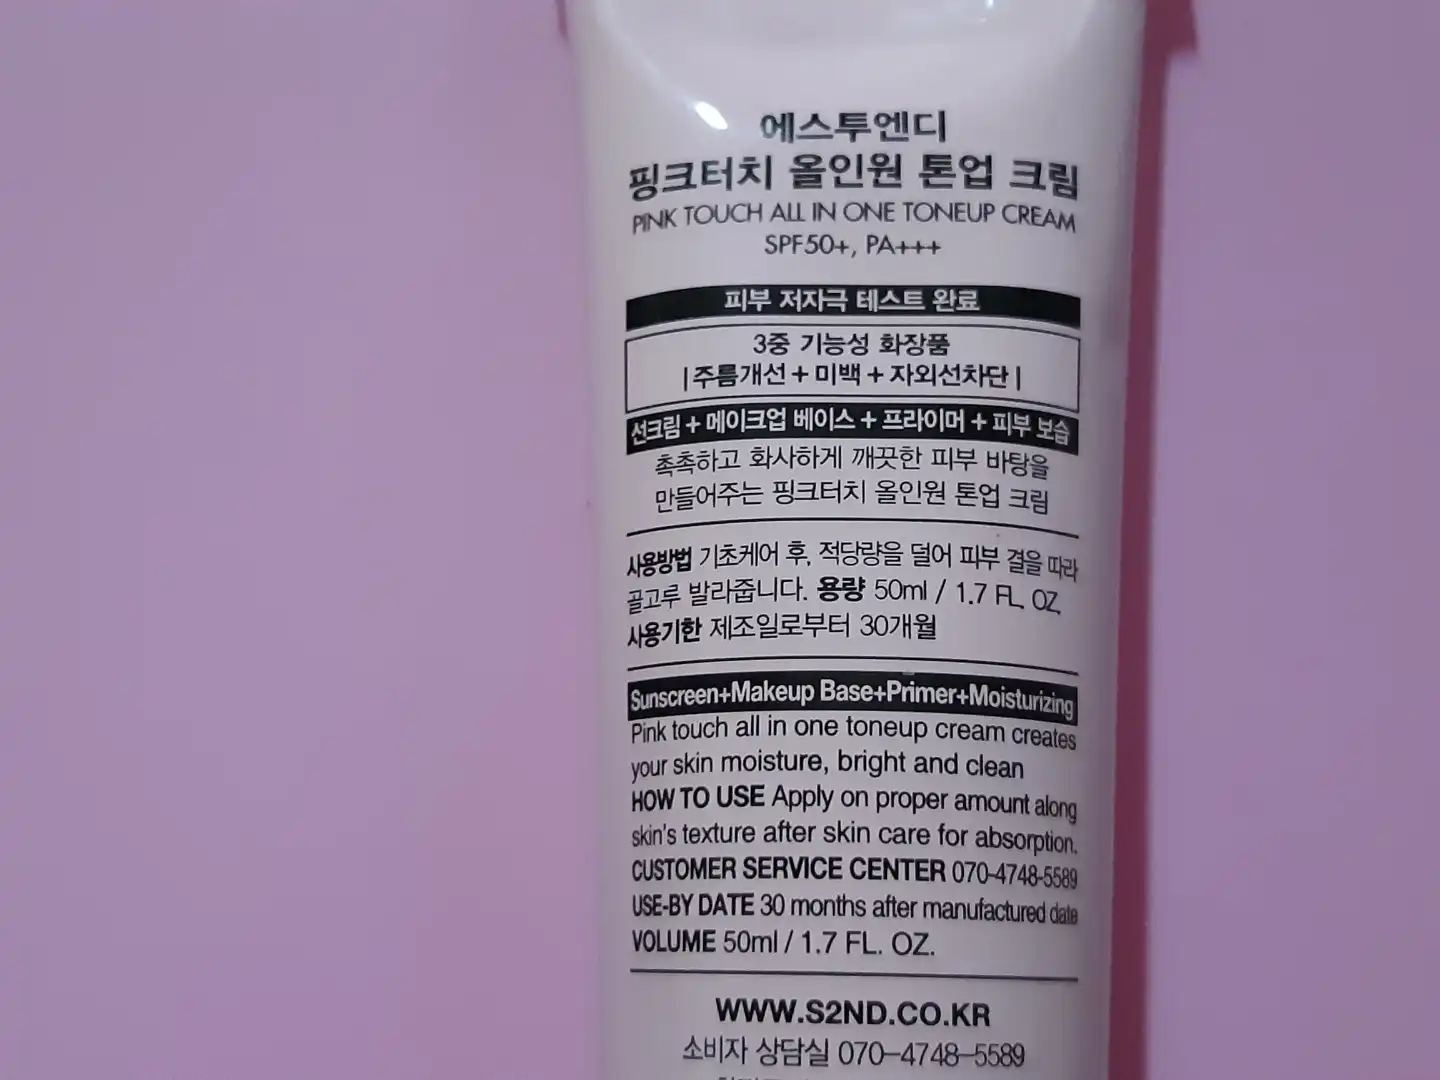 에스투엔디
핑크터치 올인원 톤업 크림
PINK TOUCH ALL IN ONE TONEUP CREAM
SPF50+, PA+++
피부 저자극 테스트 완료
3중 기능성 화장품
|주름개선+미백+자외선차단|
선크림+메이크업 베이스+프라이머+피부 보습
촉촉하고 화사하게 깨끗한 피부 바탕을
만들어주는 핑크터치 올인원 톤업 크림
사용방법 기초케어 후, 적당량을 덜어 피부 결을 따라
골고루 발라줍니다. 용량 50ml / 1.7 FL. OZ.
사용기한 제조일로부터 30개월
Sunscreen+Makeup Base+Primer+Moisturizing
Pink touch all in one toneup cream creates
your skin moisture, bright and clean
HOW TO USE Apply on proper amount along
skin's texture after skin care for absorption.
CUSTOMER SERVICE CENTER 070-4748-5589
USE-BY DATE 30 months after manufactured date
VOLUME 50ml / 1.7 FL. OZ.
WWW.S2ND.CO.KR
소비자 상담실 070-4748-5589